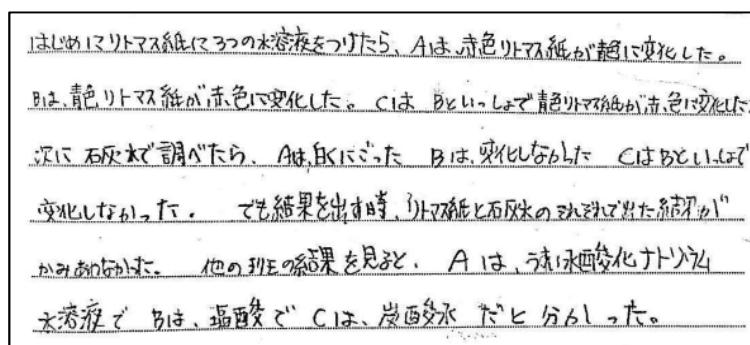 はじめにリトマス紙に3つの水溶液をつけたら、Aは、赤色リトマス紙が青色に変化した。
Bは、青色リトマス紙が赤色に変化した。CはBといっしょで青色リトマス紙が赤色に変化した。
次に石灰水で調べたら、Aは、白くにごった Bは、変化しなかった CはBといっしょで
変化しなかった。でも結果を出す時、リトマス紙と石灰水のそれぞれで出た結果が
かみあわなかった。他の班の結果を見ると、Aは、うすい水酸化ナトリウム
水溶液で Bは、塩酸で Cは、炭酸水だと分かった。